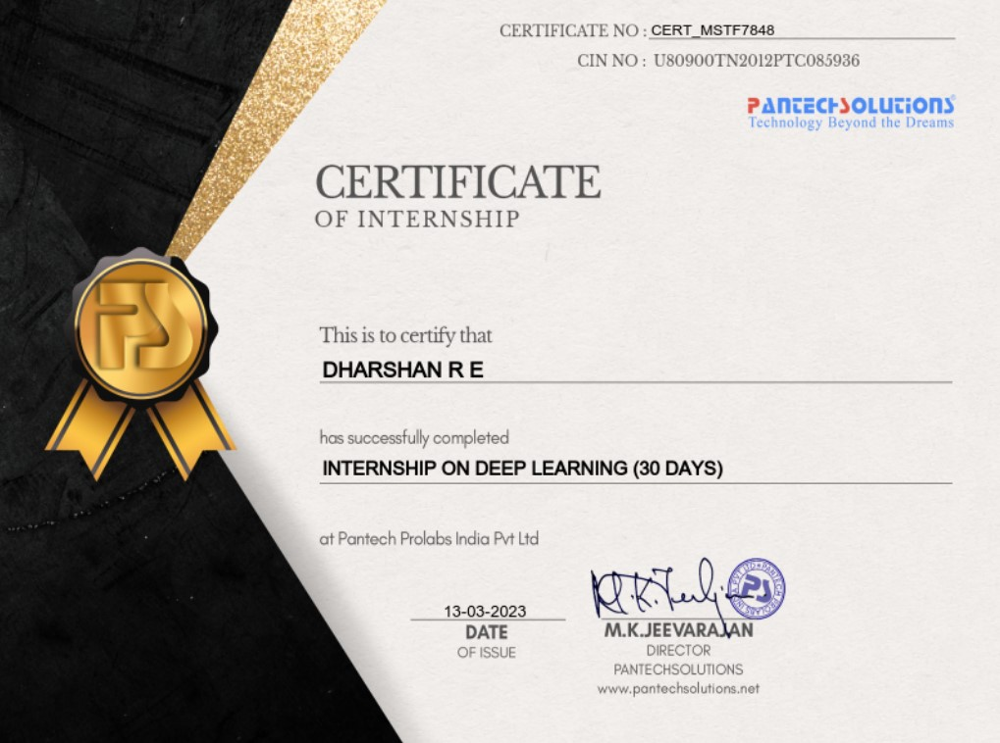 CERTIFICATE NO : CERT_MSTF7848
CIN NO : U80900TN2012PTC085936
PANTECHSOLUTIONS®
Technology Beyond the Dreams
CERTIFICATE
OF INTERNSHIP
PS
This is to certify that
DHARSHAN R E
has successfully completed
INTERNSHIP ON DEEP LEARNING (30 DAYS)
at Pantech Prolabs India Pvt Ltd
13-03-2023
DATE
OF ISSUE
PS
M.K.JEEVARAJAN
DIRECTOR
PANTECHSOLUTIONS
www.pantechsolutions.net